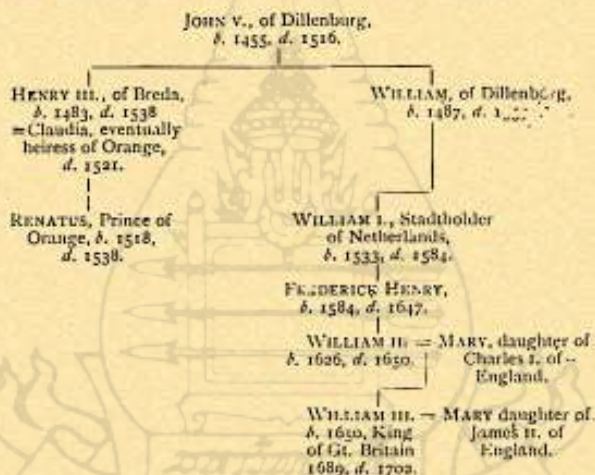 JOHN V., of Dillenburg,
b. 1455, d. 1516.
HENRY III., of Breda,
b. 1483, d. 1538
=Claudia, eventually
heiress of Orange,
d. 1521.
WILLIAM, of Dillenburg,
b. 1487, d.
RENATUS, Prince of
Orange, b. 1518,
d. 1538.
WILLIAM I., Stadtholder
of Netherlands,
b. 1533, d. 1584.
FREDERICK HENRY,
b. 1584, d. 1647.
WILLIAM II. = MARY, daughter of
b. 1626, d. 1650. Charles I. of
England.
WILLIAM III. = MARY daughter of
b. 1650, King James II. of
of Gt. Britain England.
1689, d. 1702.